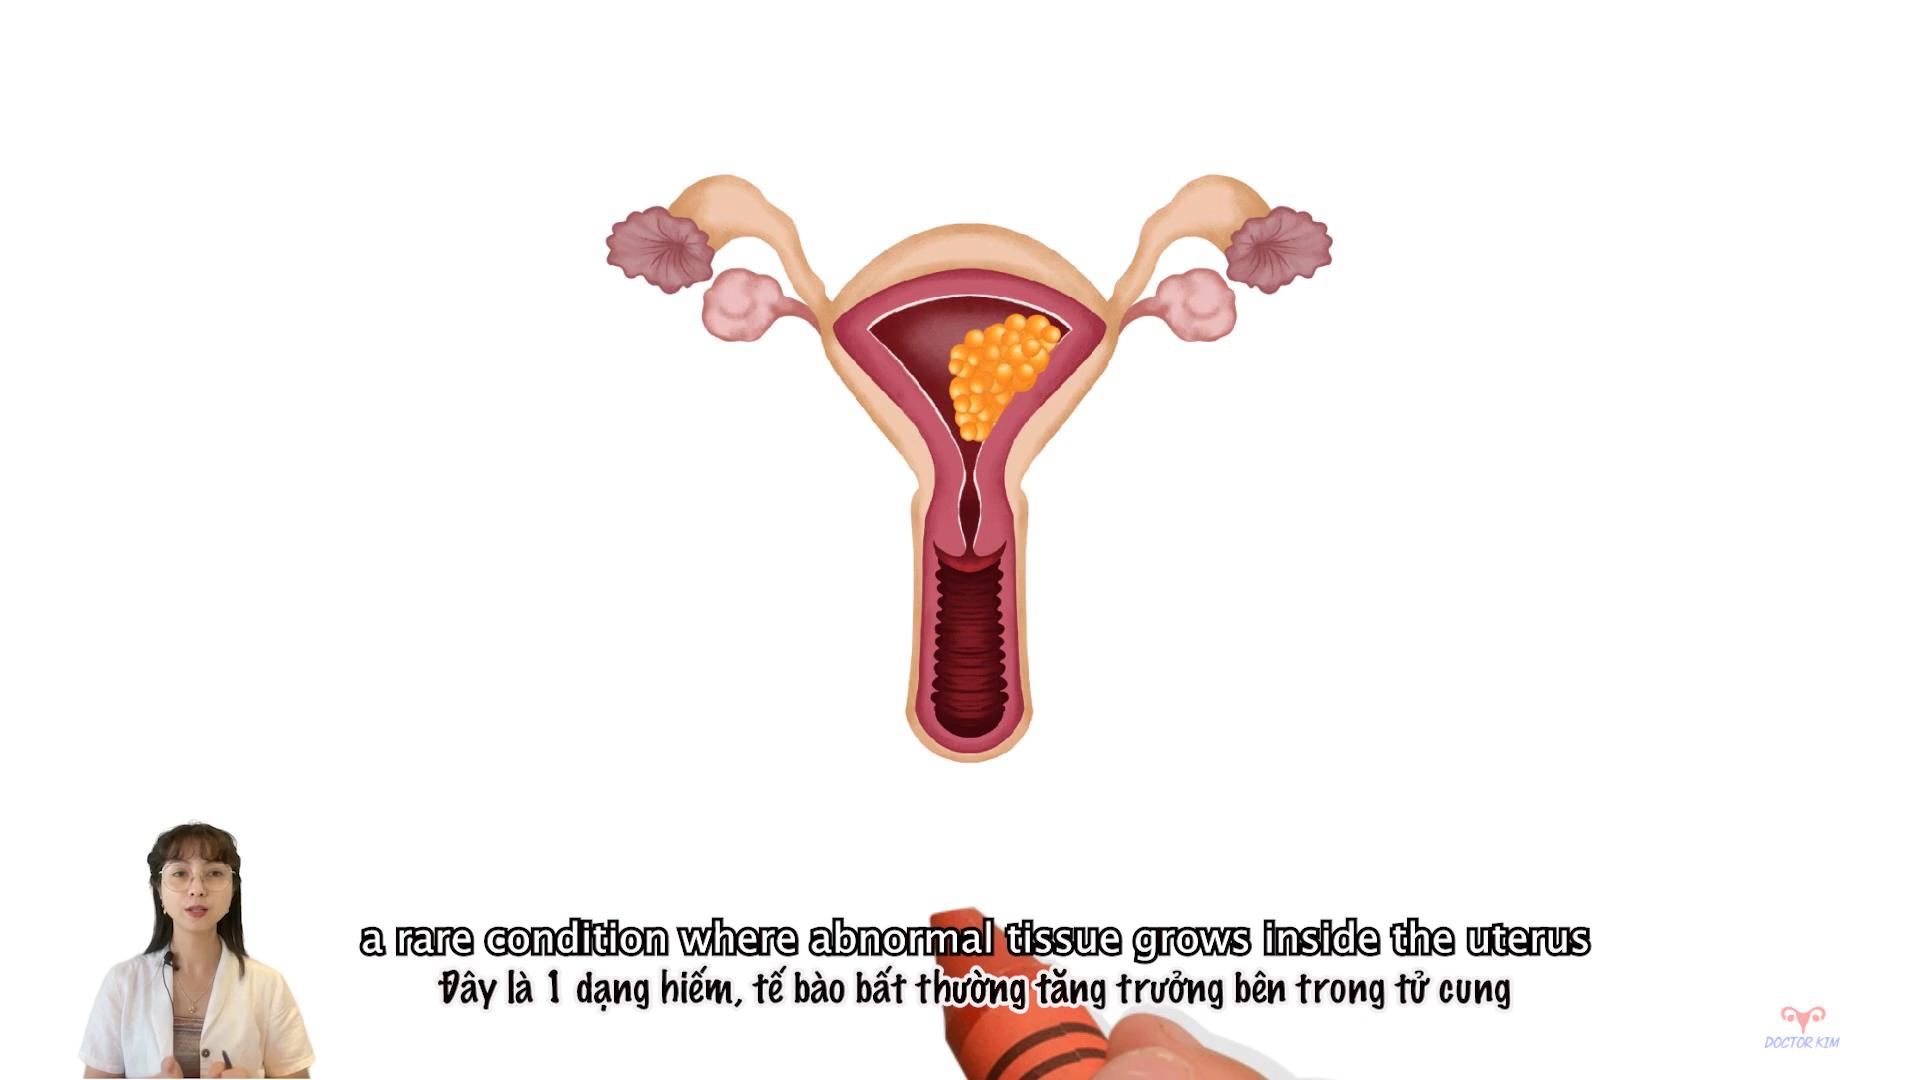 a rare condition where abnormal tissue grows inside the uterus
Đây là 1 dạng hiếm, tế bào bất thường tăng trưởng bên trong tử cung
DOCTOR KIM